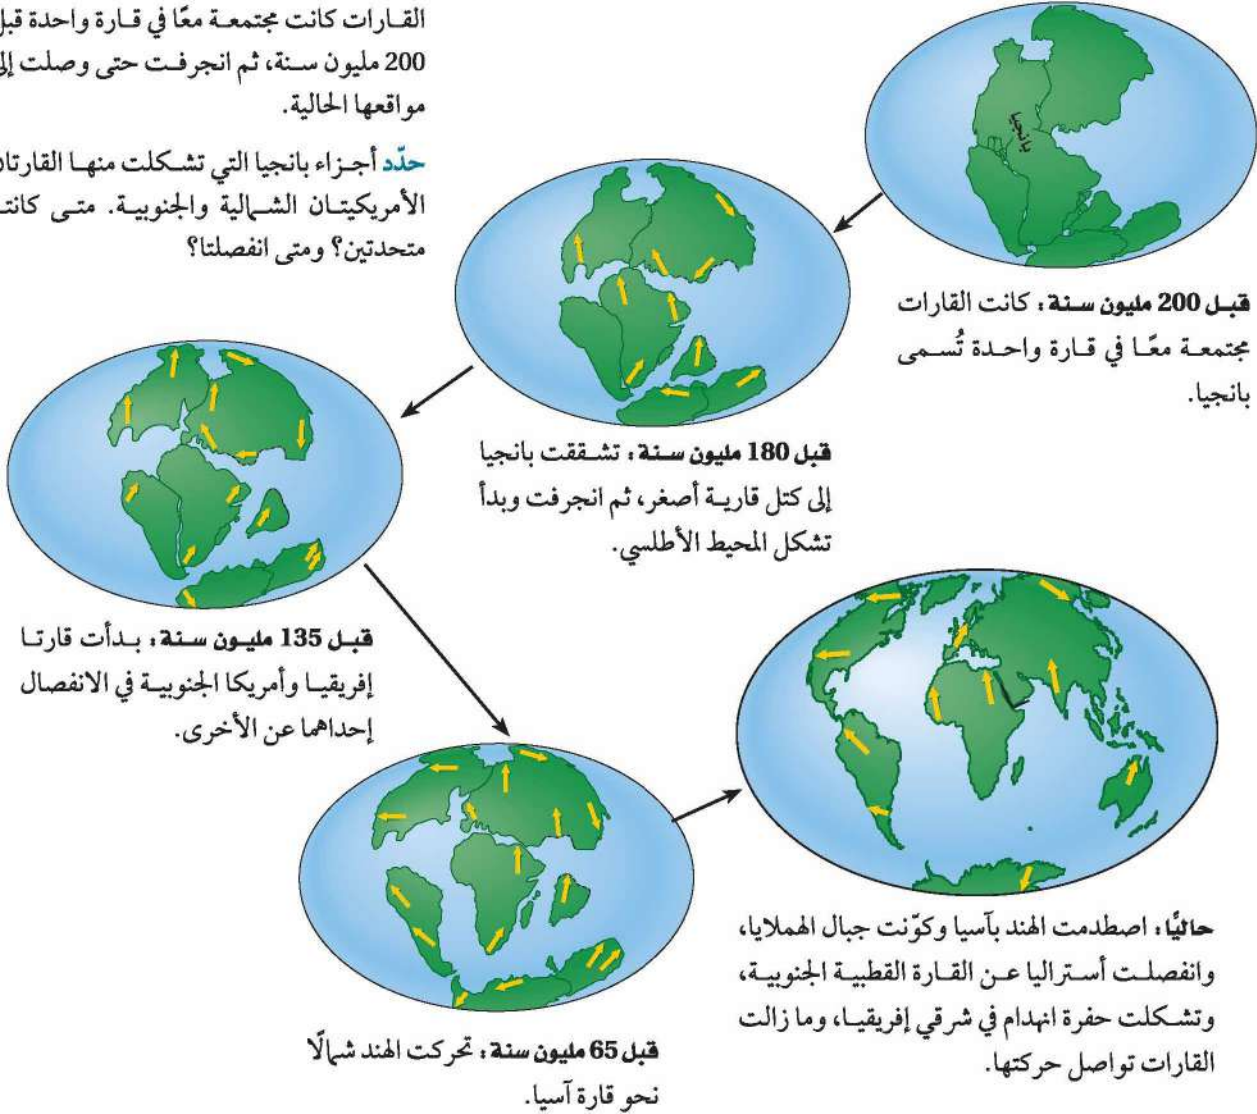 القارات كانت مجتمعة معًا في قارة واحدة قبل
200 مليون سنة، ثم انجرفت حتى وصلت إلى
مواقعها الحالية.
حدّد أجزاء بانجيا التي تشكلت منها القارتان
الأمريكيتان الشمالية والجنوبية. متى كانتا
متحدتين؟ ومتى انفصلتا؟
بانجيا
قبل 200 مليون سنة: كانت القارات
مجتمعة معًا في قارة واحدة تُسمى
بانجيا.
قبل 180 مليون سنة: تشققت بانجيا
إلى كتل قارية أصغر، ثم انجرفت وبدأ
تشكل المحيط الأطلسي.
قبل 135 مليون سنة: بدأت قارتا
إفريقيا وأمريكا الجنوبية في الانفصال
إحداهما عن الأخرى.
قبل 65 مليون سنة: تحركت الهند شمالًا
نحو قارة آسيا.
حاليًّا: اصطدمت الهند بآسيا وكوّنت جبال الهملايا،
وانفصلت أستراليا عن القارة القطبية الجنوبية،
وتشكلت حفرة انهدام في شرقي إفريقيا، وما زالت
القارات تواصل حركتها.